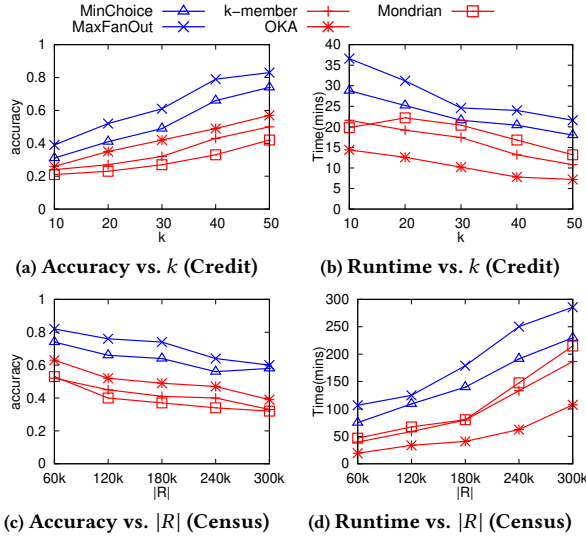 MinChoice k-member Mondrian
MaxFanOut OKA
1
0.8
0.6
0.4
0.2
0
accuracy
10 20 30 40 50
k
(a) Accuracy vs. k (Credit)
40
35
30
25
20
15
10
5
0
Time(mins)
10 20 30 40 50
k
(b) Runtime vs. k (Credit)
1
0.8
0.6
0.4
0.2
0
accuracy
60k 120k 180k 240k 300k
|R|
(c) Accuracy vs. |R| (Census)
300
250
200
150
100
50
0
Time(mins)
60k 120k 180k 240k 300k
|R|
(d) Runtime vs. |R| (Census)